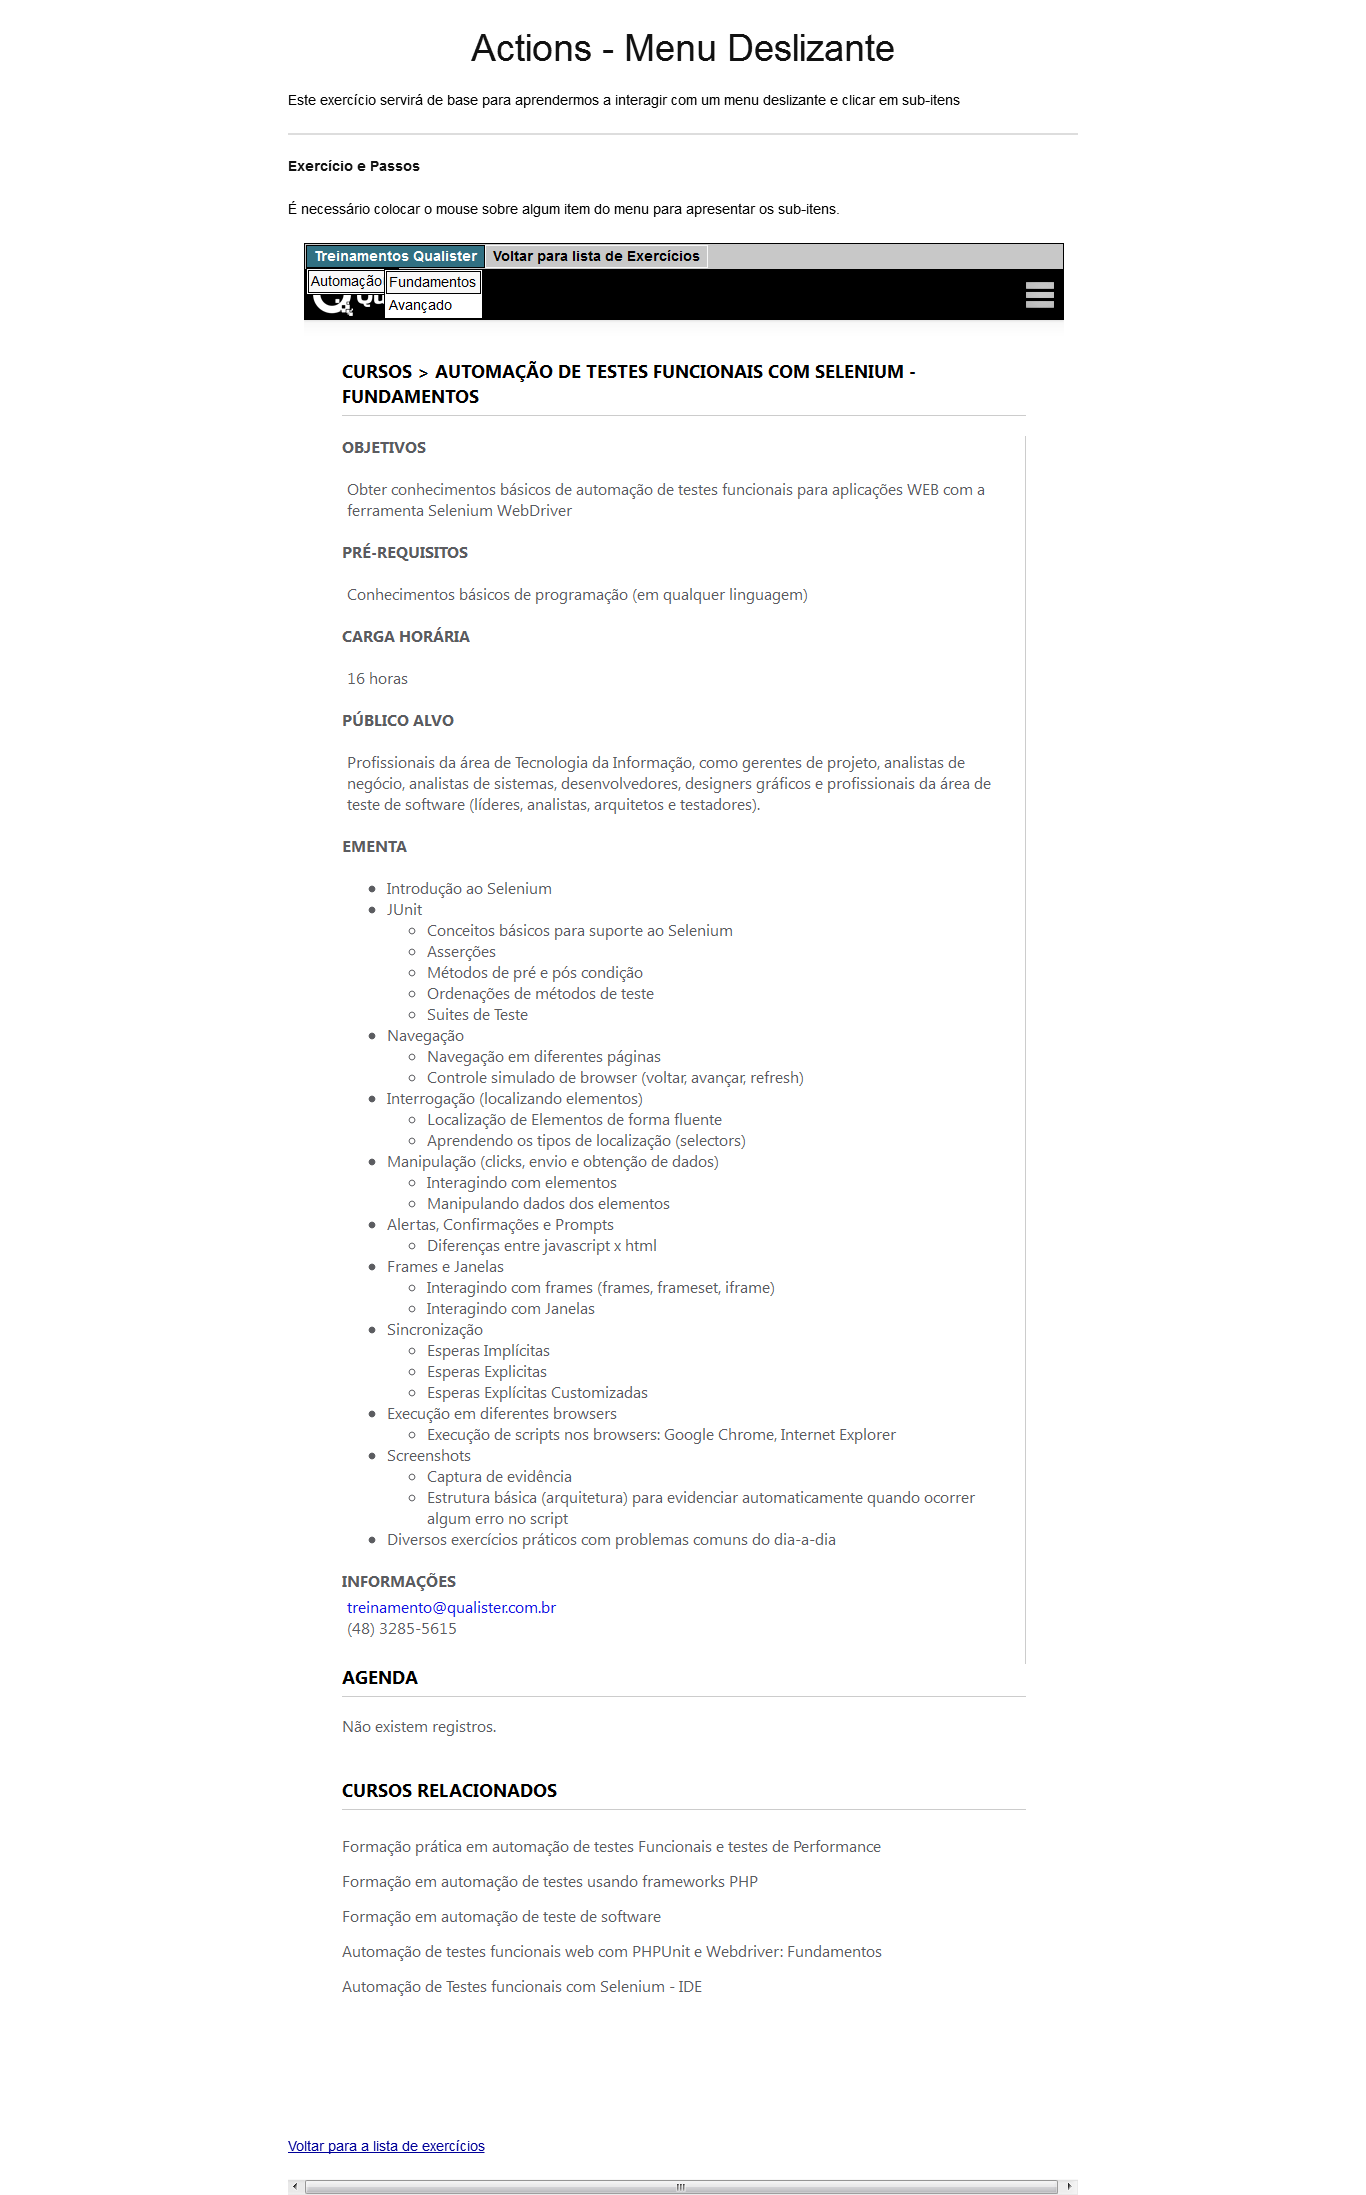 Actions - Menu Deslizante
Este exercício servirá de base para aprendermos a interagir com um menu deslizante e clicar em sub-itens
Exercício e Passos
É necessário colocar o mouse sobre algum item do menu para apresentar os sub-itens.
Treinamentos Qualister Voltar para lista de Exercícios
Automação Fundamentos
Avançado
CURSOS > AUTOMAÇÃO DE TESTES FUNCIONAIS COM SELENIUM -
FUNDAMENTOS
OBJETIVOS
Obter conhecimentos básicos de automação de testes funcionais para aplicações WEB com a
ferramenta Selenium WebDriver
PRÉ-REQUISITOS
Conhecimentos básicos de programação (em qualquer linguagem)
CARGA HORÁRIA
16 horas
PÚBLICO ALVO
Profissionais da área de Tecnologia da Informação, como gerentes de projeto, analistas de
negócio, analistas de sistemas, desenvolvedores, designers gráficos e profissionais da área de
teste de software (líderes, analistas, arquitetos e testadores).
EMENTA
Introdução ao Selenium
JUnit
Conceitos básicos para suporte ao Selenium
Asserções
Métodos de pré e pós condição
Ordenações de métodos de teste
Suites de Teste
Navegação
Navegação em diferentes páginas
Controle simulado de browser (voltar, avançar, refresh)
Interrogação (localizando elementos)
Localização de Elementos de forma fluente
Aprendendo os tipos de localização (selectors)
Manipulação (clicks, envio e obtenção de dados)
Interagindo com elementos
Manipulando dados dos elementos
Alertas, Confirmações e Prompts
Diferenças entre javascript x html
Frames e Janelas
Interagindo com frames (frames, frameset, iframe)
Interagindo com Janelas
Sincronização
Esperas Implícitas
Esperas Explicitas
Esperas Explícitas Customizadas
Execução em diferentes browsers
Execução de scripts nos browsers: Google Chrome, Internet Explorer
Screenshots
Captura de evidência
Estrutura básica (arquitetura) para evidenciar automaticamente quando ocorrer
algum erro no script
Diversos exercícios práticos com problemas comuns do dia-a-dia
INFORMAÇÕES
treinamento@qualister.com.br
(48) 3285-5615
AGENDA
Não existem registros.
CURSOS RELACIONADOS
Formação prática em automação de testes Funcionais e testes de Performance
Formação em automação de testes usando frameworks PHP
Formação em automação de teste de software
Automação de testes funcionais web com PHPUnit e Webdriver: Fundamentos
Automação de Testes funcionais com Selenium - IDE
Voltar para a lista de exercícios